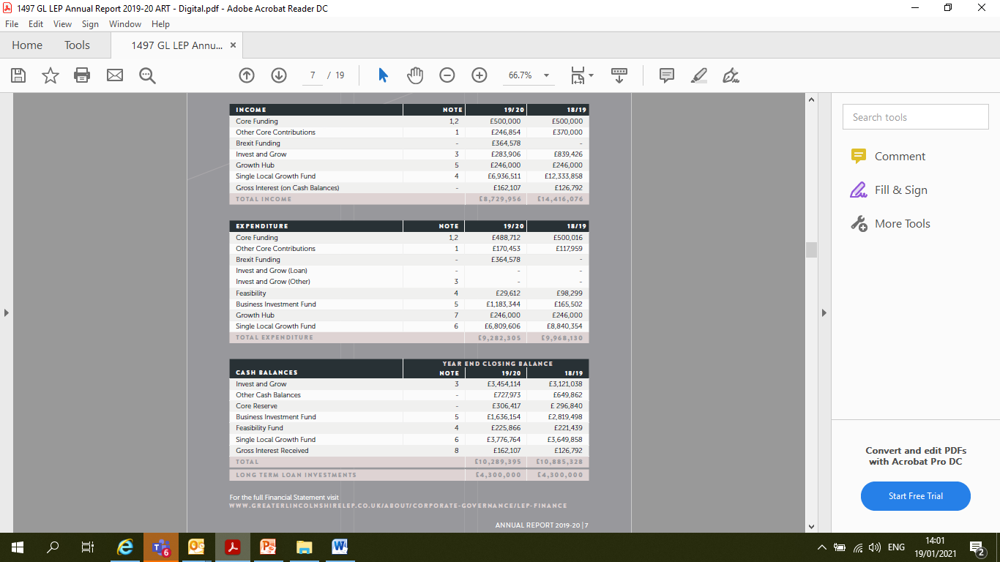 1497 GL LEP Annual Report 2019-20 ART - Digital.pdf - Adobe Acrobat Reader DC
File Edit View Sign Window Help
Home Tools 1497 GL LEP Annu... ×
7 / 19 66.7%
INCOME NOTE 19/20 18/19
Core Funding 1,2 £500,000 £500,000
Other Core Contributions 1 £246,854 £370,000
Brexit Funding - £364,578 -
Invest and Grow 3 £283,906 £839,426
Growth Hub 5 £246,000 £246,000
Single Local Growth Fund 4 £6,936,511 £12,333,858
Gross Interest (on Cash Balances) - £162,107 £126,792
TOTAL INCOME £8,729,956 £14,416,076
EXPENDITURE NOTE 19/20 18/19
Core Funding 1,2 £488,712 £500,016
Other Core Contributions 1 £170,453 £117,959
Brexit Funding - £364,578 -
Invest and Grow (Loan) - - -
Invest and Grow (Other) 3 - -
Feasibility 4 £29,612 £98,299
Business Investment Fund 5 £1,183,344 £165,502
Growth Hub 7 £246,000 £246,000
Single Local Growth Fund 6 £6,809,606 £8,840,354
TOTAL EXPENDITURE £9,282,305 £9,968,130
YEAR END CLOSING BALANCE
CASH BALANCES NOTE 19/20 18/19
Invest and Grow 3 £3,454,114 £3,121,038
Other Cash Balances - £727,973 £649,862
Core Reserve - £306,417 £ 296,840
Business Investment Fund 5 £1,636,154 £2,819,498
Feasibility Fund 4 £225,866 £221,439
Single Local Growth Fund 6 £3,776,764 £3,649,858
Gross Interest Received 8 £162,107 £126,792
TOTAL £10,289,395 £10,885,328
LONG TERM LOAN INVESTMENTS £4,300,000 £4,300,000
For the full Financial Statement visit
WWW.GREATERLINCOLNSHIRELEP.CO.UK/ABOUT/CORPORATE-GOVERNANCE/LEP-FINANCE
ANNUAL REPORT 2019-20 | 7
Search tools
Comment
Fill & Sign
More Tools
Convert and edit PDFs
with Acrobat Pro DC
Start Free Trial
6
ENG
14:01
19/01/2021
2